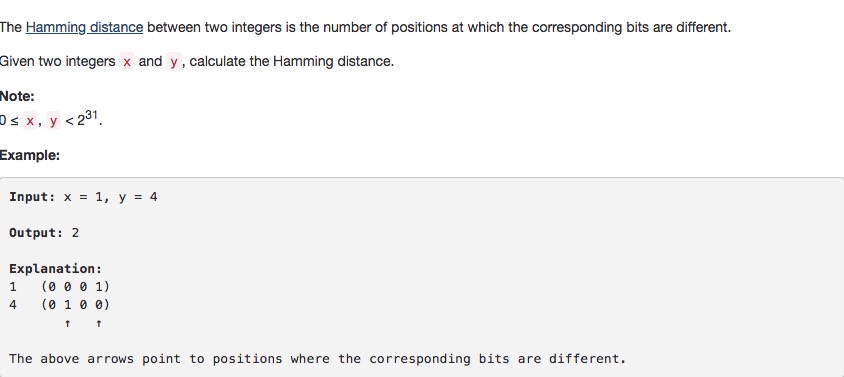 The Hamming distance between two integers is the number of positions at which the corresponding bits are different.
Given two integers x and y, calculate the Hamming distance.
Note:
0 ≤ x, y < 2³¹.
Example:
Input: x = 1, y = 4
Output: 2
Explanation:
1   (0 0 0 1)
4   (0 1 0 0)
       ↑   ↑
The above arrows point to positions where the corresponding bits are different.